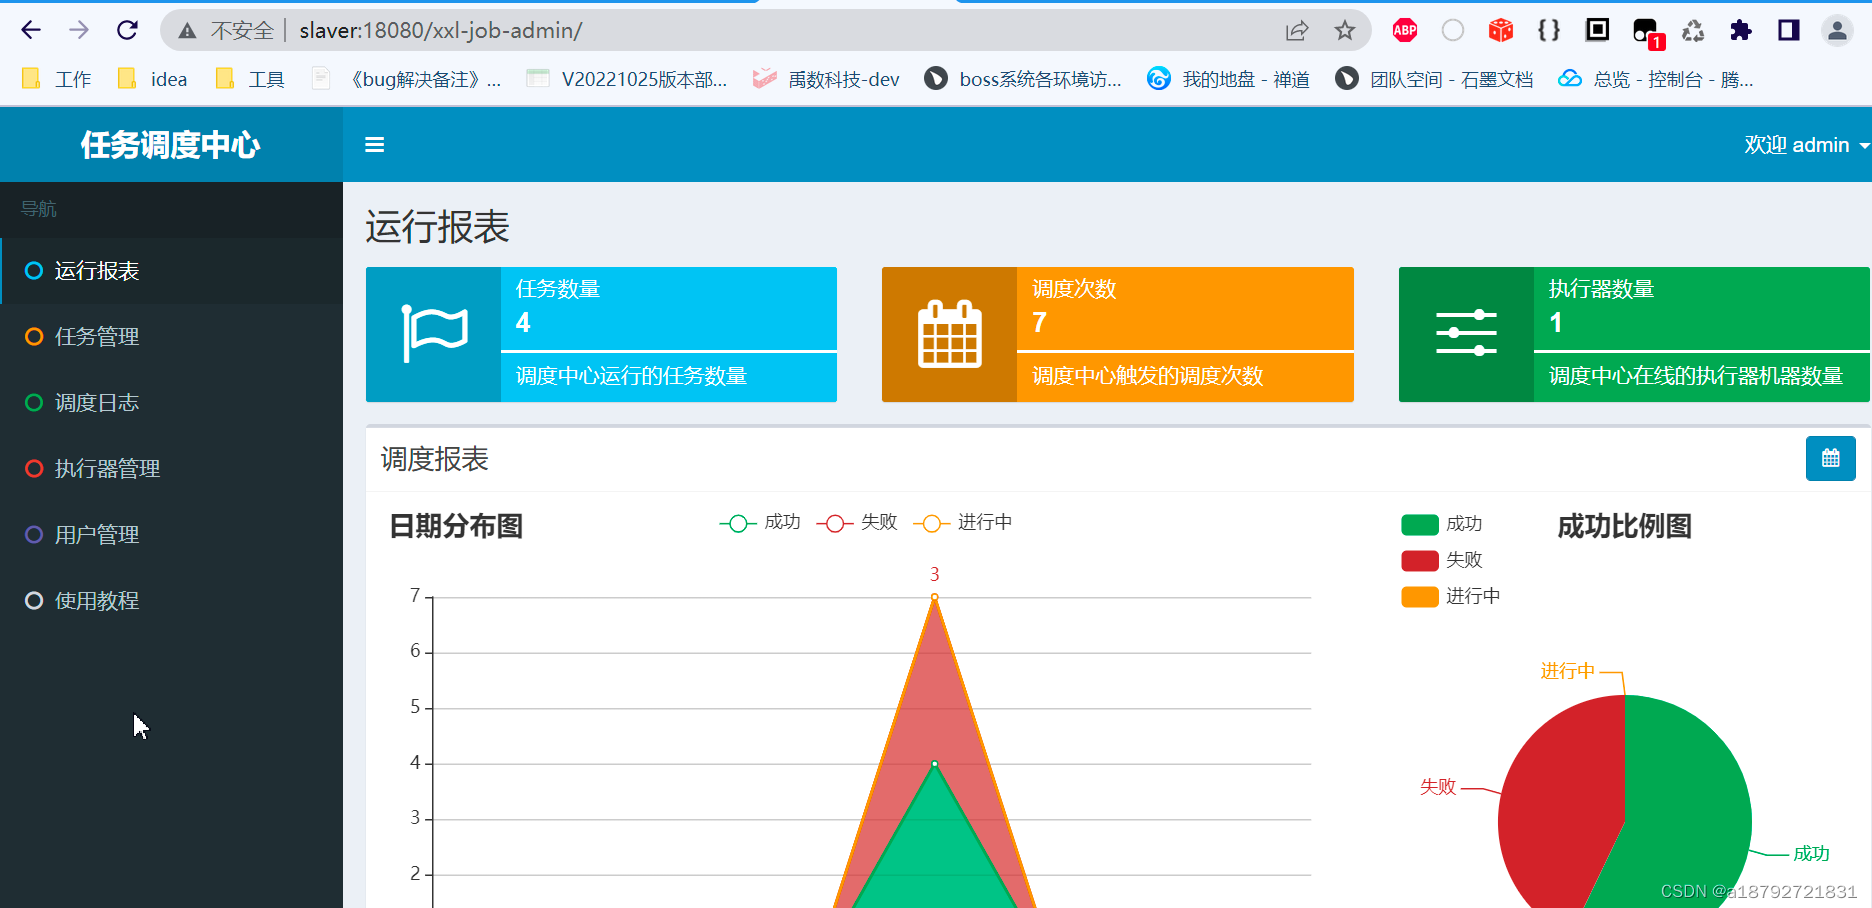 不安全 slaver:18080/xxl-job-admin/
ABP
1
工作 idea 工具 《bug解决备注》... V20221025版本部... 禹数科技-dev boss系统各环境访... 我的地盘 - 禅道 团队空间 - 石墨文档 总览 - 控制台 - 腾...
任务调度中心
欢迎 admin
导航
运行报表
任务管理
调度日志
执行器管理
用户管理
使用教程
运行报表
任务数量
4
调度中心运行的任务数量
调度次数
7
调度中心触发的调度次数
执行器数量
1
调度中心在线的执行器机器数量
调度报表
日期分布图
成功 失败 进行中
3
7
6
5
4
3
2
成功
失败
进行中
成功比例图
进行中
失败
成功
CSDN @a18792721831